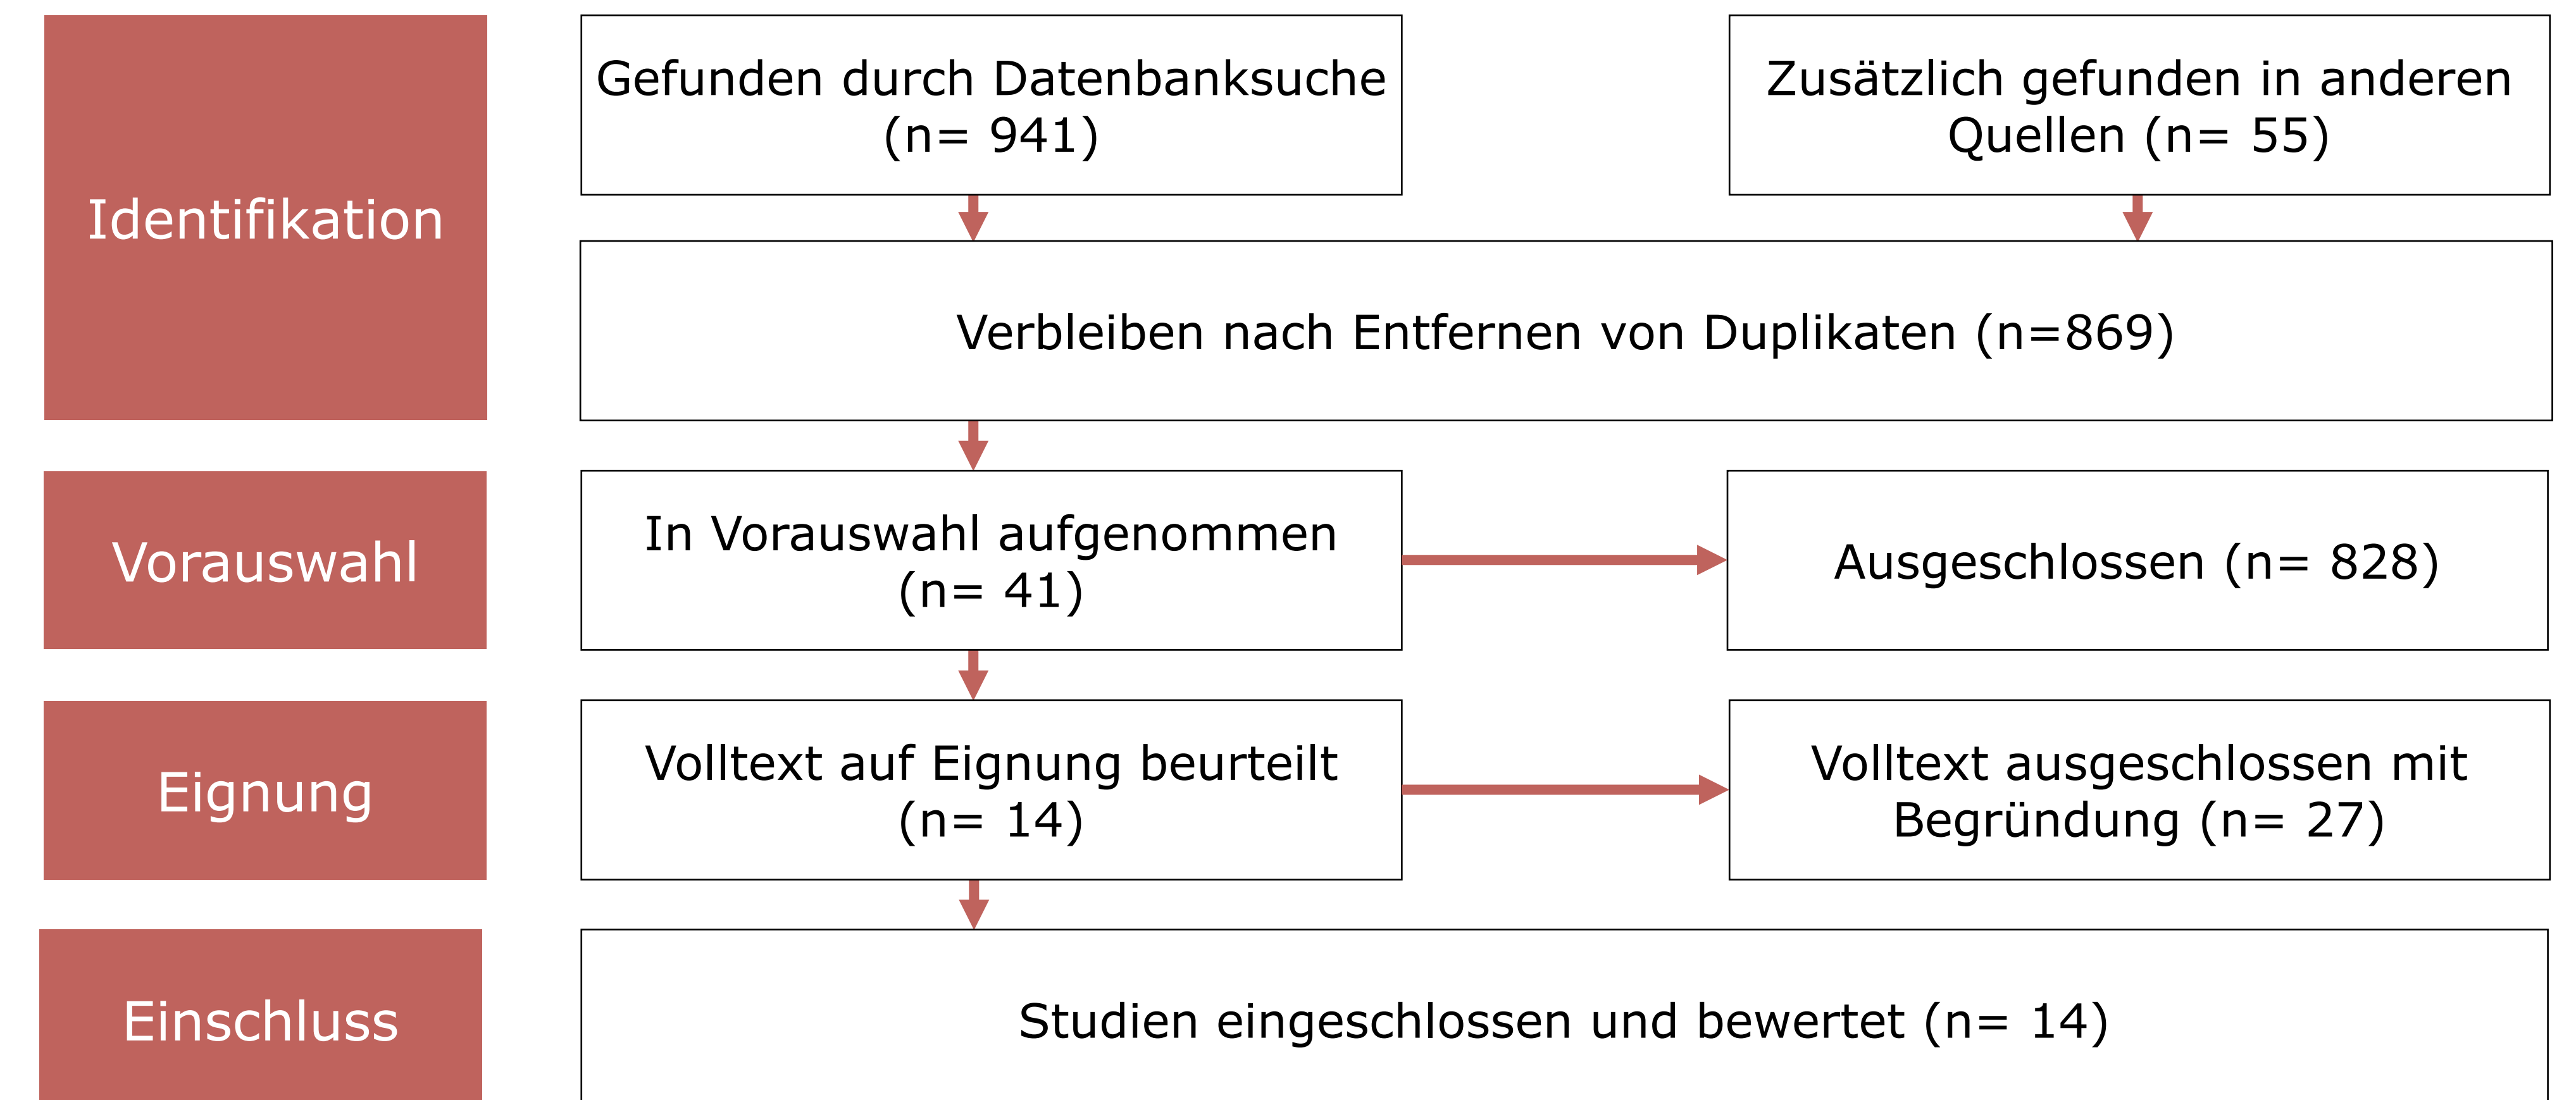 Identifikation
Gefunden durch Datenbanksuche
(n= 941)
Zusätzlich gefunden in anderen
Quellen (n= 55)
Verbleiben nach Entfernen von Duplikaten (n=869)
Vorauswahl
In Vorauswahl aufgenommen
(n= 41)
Ausgeschlossen (n= 828)
Eignung
Volltext auf Eignung beurteilt
(n= 14)
Volltext ausgeschlossen mit
Begründung (n= 27)
Einschluss
Studien eingeschlossen und bewertet (n= 14)